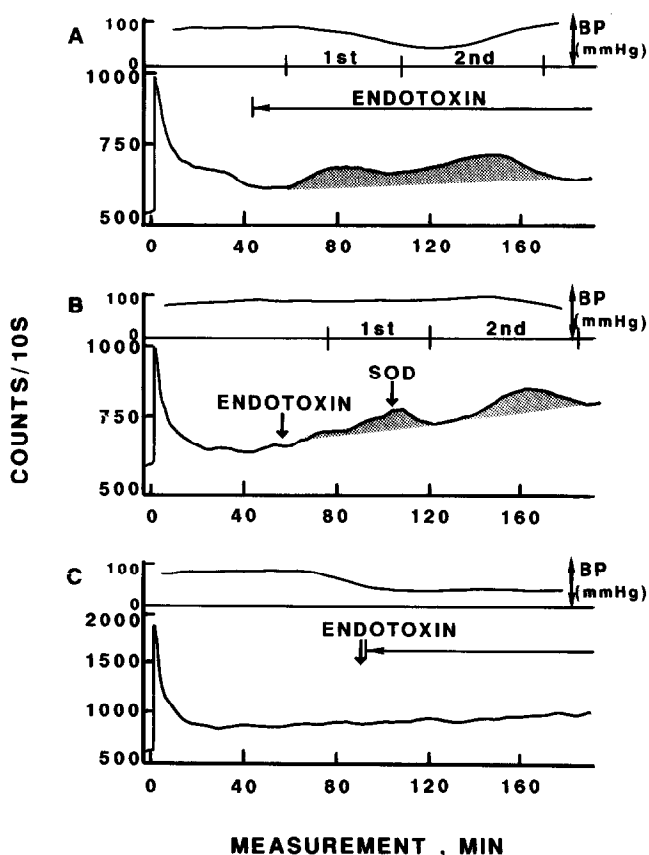 A
100
0
BP
(mmHg)
1st
2nd
1000
750
500
ENDOTOXIN
0 40 80 120 160
B
100
0
BP
(mmHg)
1st
2nd
1000
750
500
ENDOTOXIN
SOD
0 40 80 120 160
COUNTS/10S
C
100
0
BP
(mmHg)
2000
1500
1000
500
ENDOTOXIN
0 40 80 120 160
MEASUREMENT , MIN